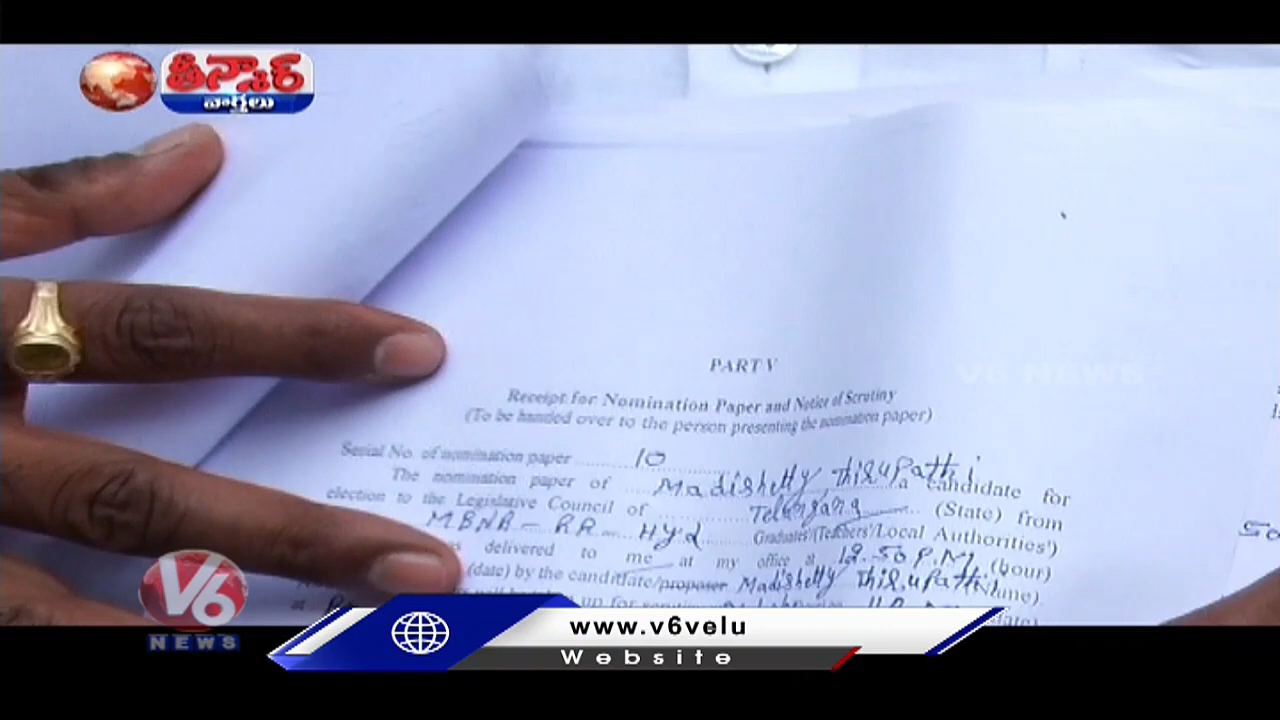 తీన్మార్
వార్తలు
PART V
Receipt for Nomination Paper and Notice of Scrutiny
(To be handed over to the person presenting the nomination paper)
Serial No. of nomination paper 10
The nomination paper of Madishetty Thirupathi a candidate for
election to the Legislative Council of Telangana (State) from
MBNR - RR - HYd Graduates'/Teachers'/Local Authorities')
delivered to me at my office at 12.50 P.M (hour)
(date) by the candidate/proposer Madishetty Thirupathi
V6 NEWS
V6
NEWS
www.v6velu
Website